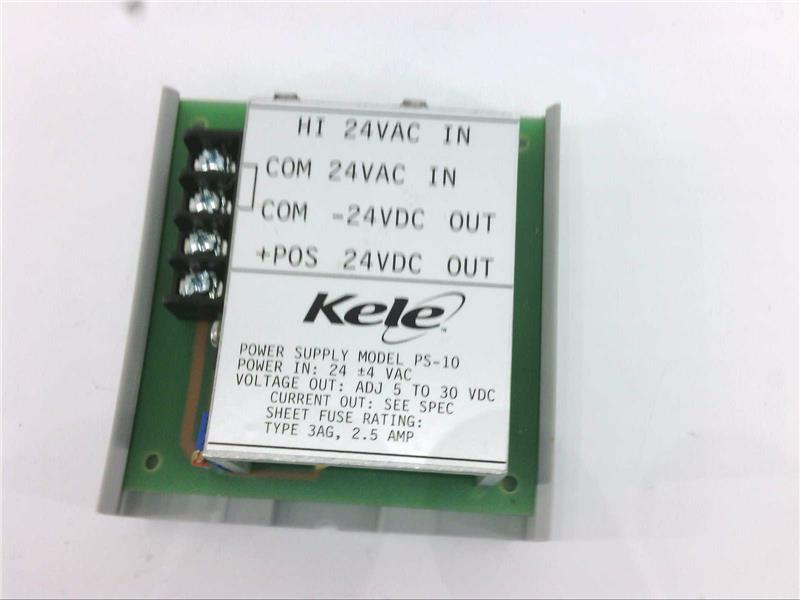 HI 24VAC IN
COM 24VAC IN
COM -24VDC OUT
+POS 24VDC OUT
Kele™
POWER SUPPLY MODEL PS-10
POWER IN: 24 ±4 VAC
VOLTAGE OUT: ADJ 5 TO 30 VDC
CURRENT OUT: SEE SPEC
SHEET FUSE RATING:
TYPE 3AG, 2.5 AMP